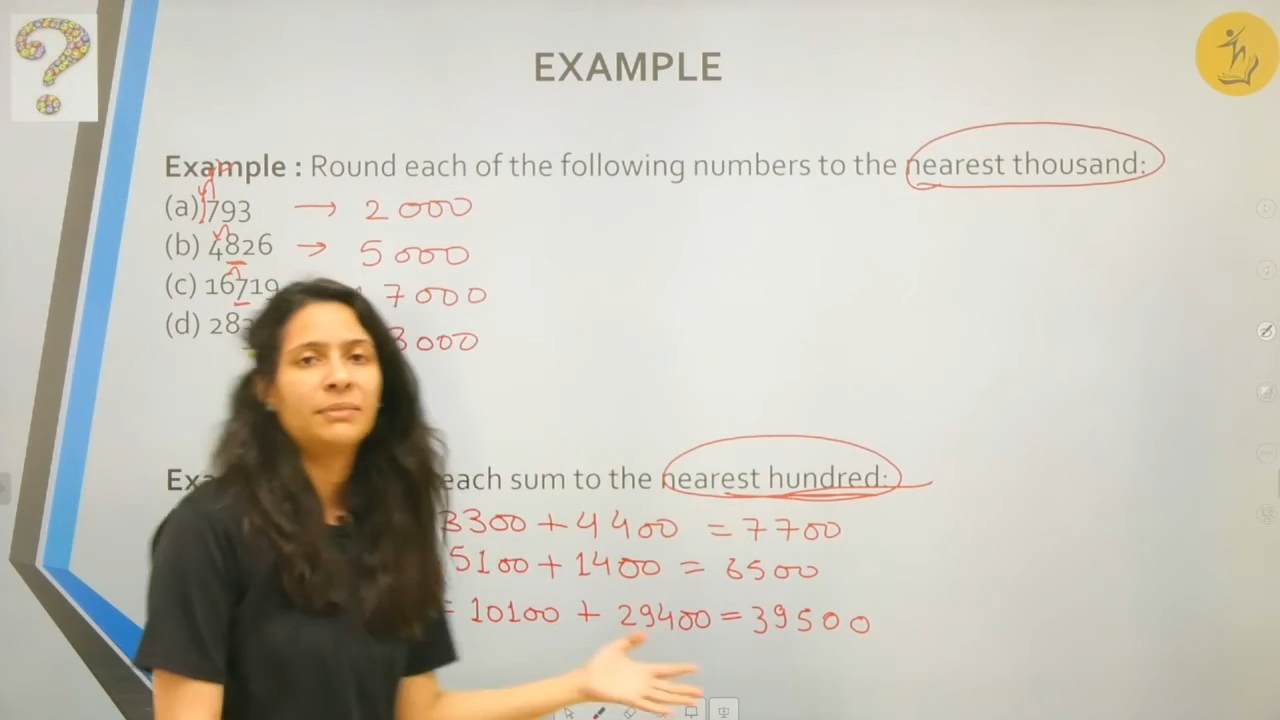 EXAMPLE
Example : Round each of the following numbers to the nearest thousand:
(a) 1793 → 2000
(b) 4826 → 5000
(c) 16719 7000
(d) 28 3000
each sum to the nearest hundred:
3300 + 4400 = 7700
5100 + 1400 = 6500
= 10100 + 29400 = 39500